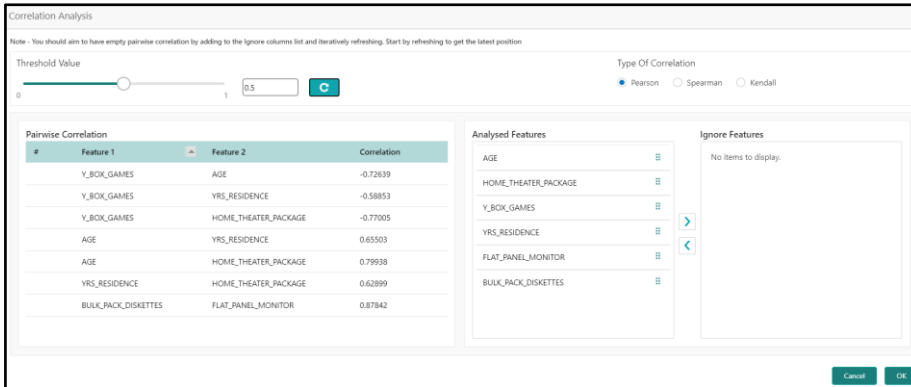 Correlation Analysis
Note - You should aim to have empty pairwise correlation by adding to the Ignore columns list and iteratively refreshing. Start by refreshing to get the latest position
Threshold Value
0
1
0.5
Type Of Correlation
Pearson Spearman Kendall
Pairwise Correlation
# Feature 1 Feature 2 Correlation
Y_BOX_GAMES AGE -0.72639
Y_BOX_GAMES YRS_RESIDENCE -0.58853
Y_BOX_GAMES HOME_THEATER_PACKAGE -0.77005
AGE YRS_RESIDENCE 0.65503
AGE HOME_THEATER_PACKAGE 0.79938
YRS_RESIDENCE HOME_THEATER_PACKAGE 0.62899
BULK_PACK_DISKETTES FLAT_PANEL_MONITOR 0.87842
Analysed Features
AGE
HOME_THEATER_PACKAGE
Y_BOX_GAMES
YRS_RESIDENCE
FLAT_PANEL_MONITOR
BULK_PACK_DISKETTES
Ignore Features
No items to display.
Cancel OK